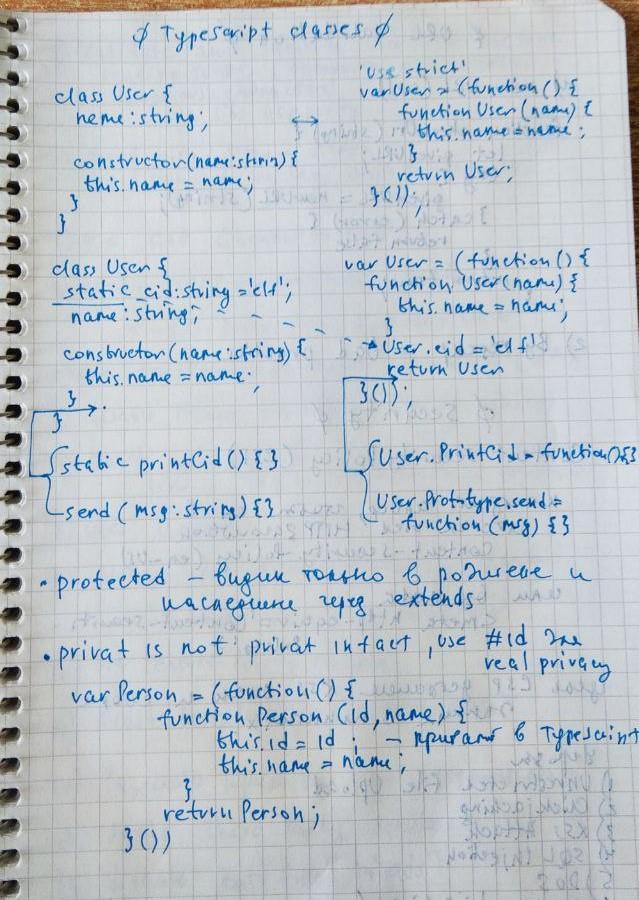 ∮ TypeScript classes ∮
class User {
neme: string;
constructor(name:string) {
this.name = name;
}
}
'use strict'
var User = (function () {
function User (name) {
this.name = name;
}
return User;
}());
class User {
static cid:string = 'elf';
name: string;
constructor(name:string) {
this.name = name;
}
}
static printCid() { }
send (msg: string) { }
var User = (function () {
function User(name) {
this.name = name;
}
User.cid = 'elf'
return User
}());
User.PrintCid = function(){}
User.Prototype.send =
function (msg) { }
• protected – виден только в родителе и
наследнике через extends
• privat is not privat in fact, use #id для
real privacy
var Person = (function () {
function Person (id, name) {
this.id = id ; – приват в Typescript
this.name = name;
}
return Person;
}())